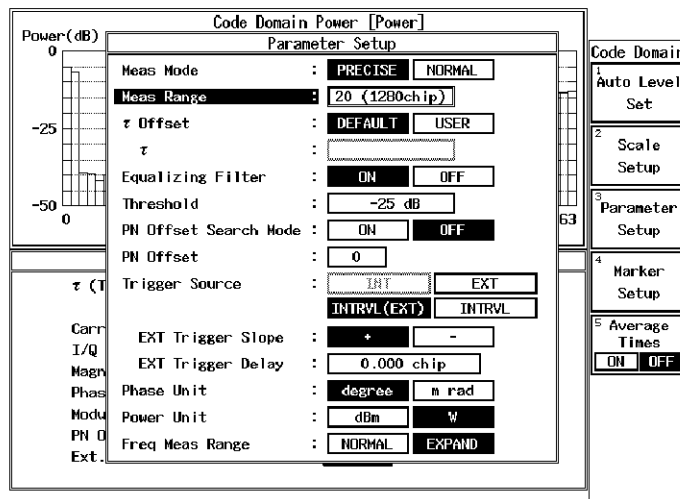 Code Domain Power [Power]
Power(dB)
0
-25
-50
0
63
Parameter Setup
Meas Mode : PRECISE NORMAL
Meas Range : 20 (1280chip)
τ Offset : DEFAULT USER
τ :
Equalizing Filter : ON OFF
Threshold : -25 dB
PN Offset Search Mode : ON OFF
PN Offset : 0
Trigger Source : INT EXT
INTRVL(EXT) INTRVL
EXT Trigger Slope : + -
EXT Trigger Delay : 0.000 chip
Phase Unit : degree m rad
Power Unit : dBm W
Freq Meas Range : NORMAL EXPAND
τ (T
Carr
I/Q
Magn
Phas
Modu
PN O
Ext.
Code Domain
1
Auto Level
Set
2
Scale
Setup
3
Parameter
Setup
4
Marker
Setup
5 Average
Times
ON OFF